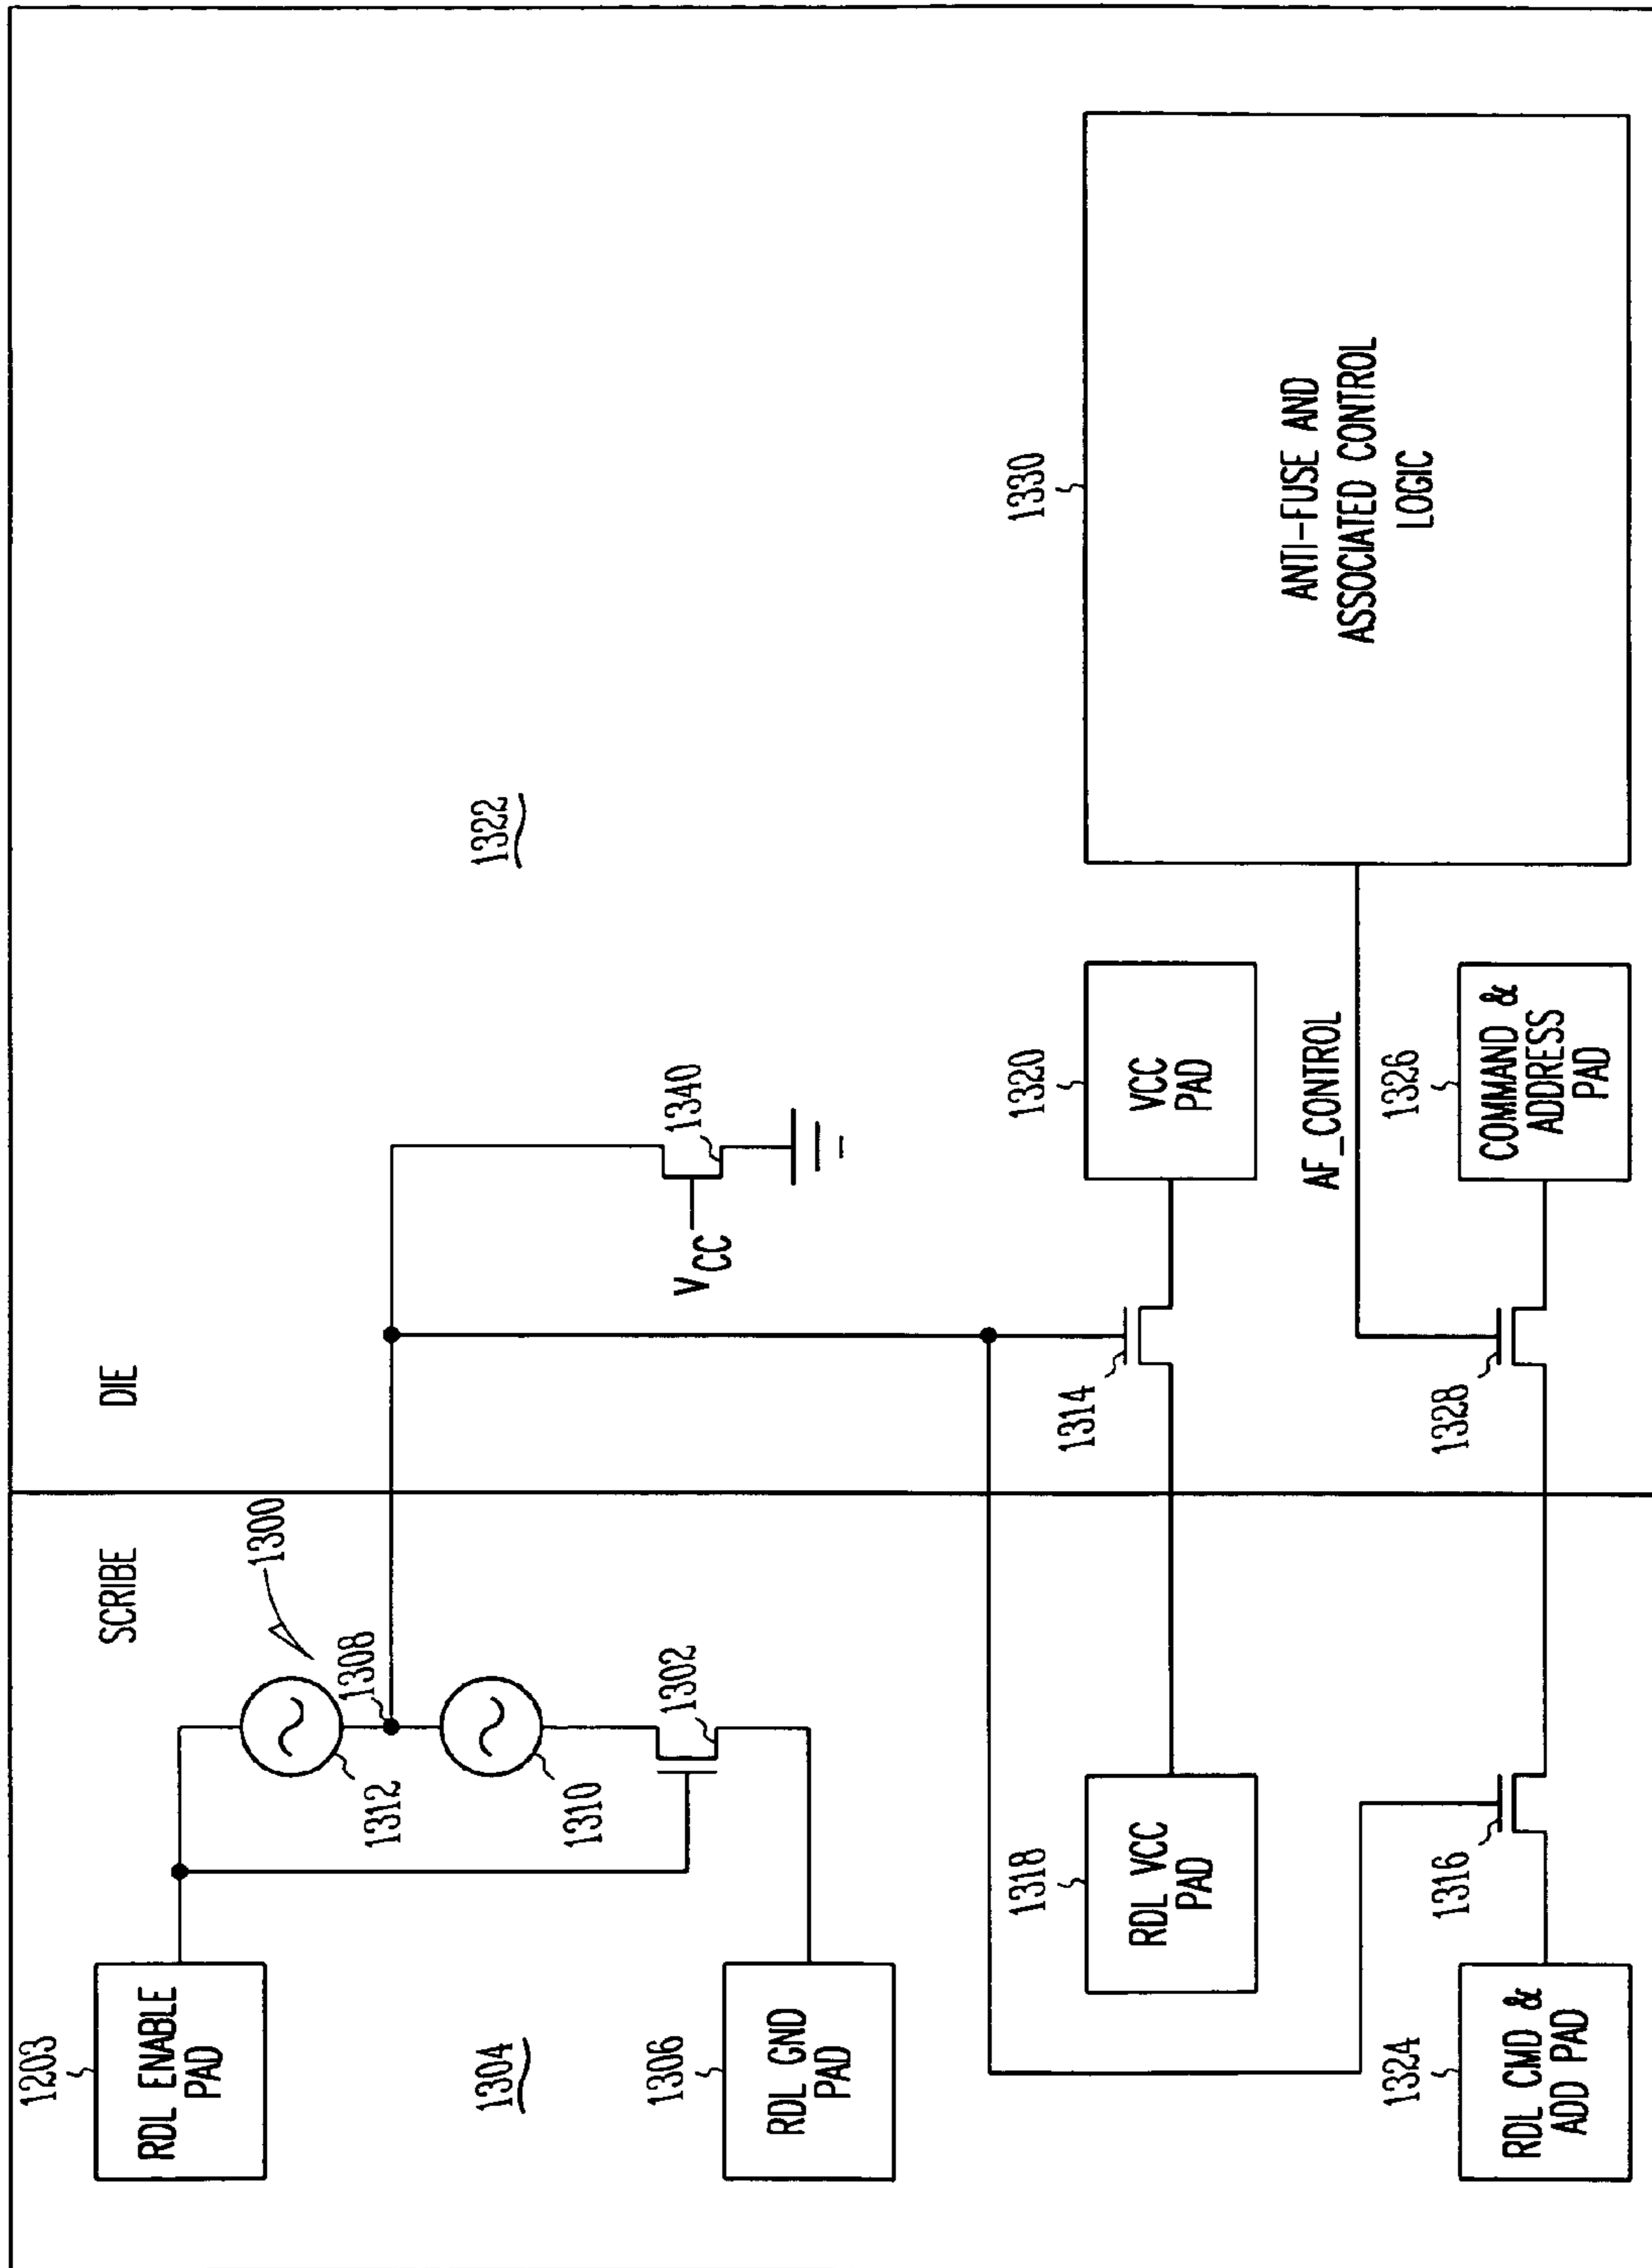 SCRIBE
DIE
1203
RDL ENABLE
PAD
1300
1312
1308
1310
1302
1304
1306
RDL GND
PAD
1322
1340
VCC
1318
RDL VCC
PAD
1314
1320
VCC
PAD
1330
ANTI-FUSE AND
ASSOCIATED CONTROL
LOGIC
AF_CONTROL
1324
RDL CMD &
ADD PAD
1316
1328
1326
COMMAND &
ADDRESS
PAD